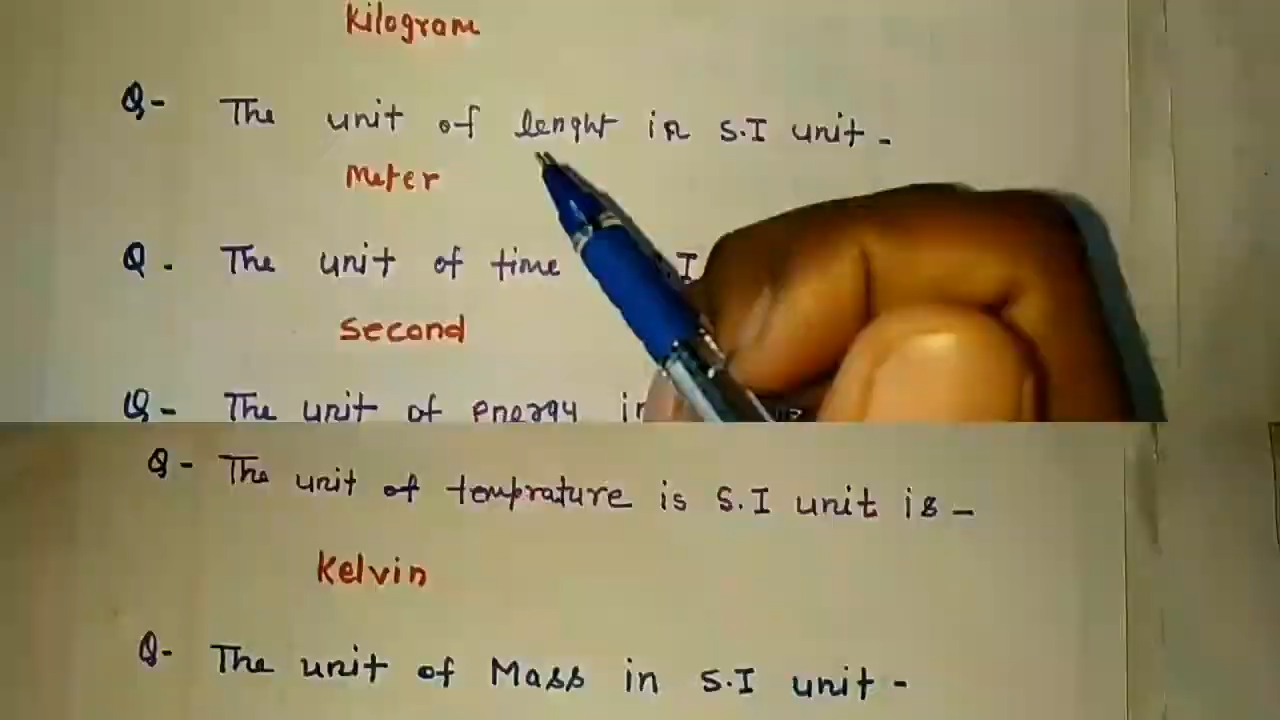 Kilogram
Q- The unit of lenght in S.I unit -
Meter
Q. The unit of time I
Second
Q- The unit of energy in
Q- The unit of temprature is S.I unit is -
Kelvin
Q- The unit of Mass in S.I unit -